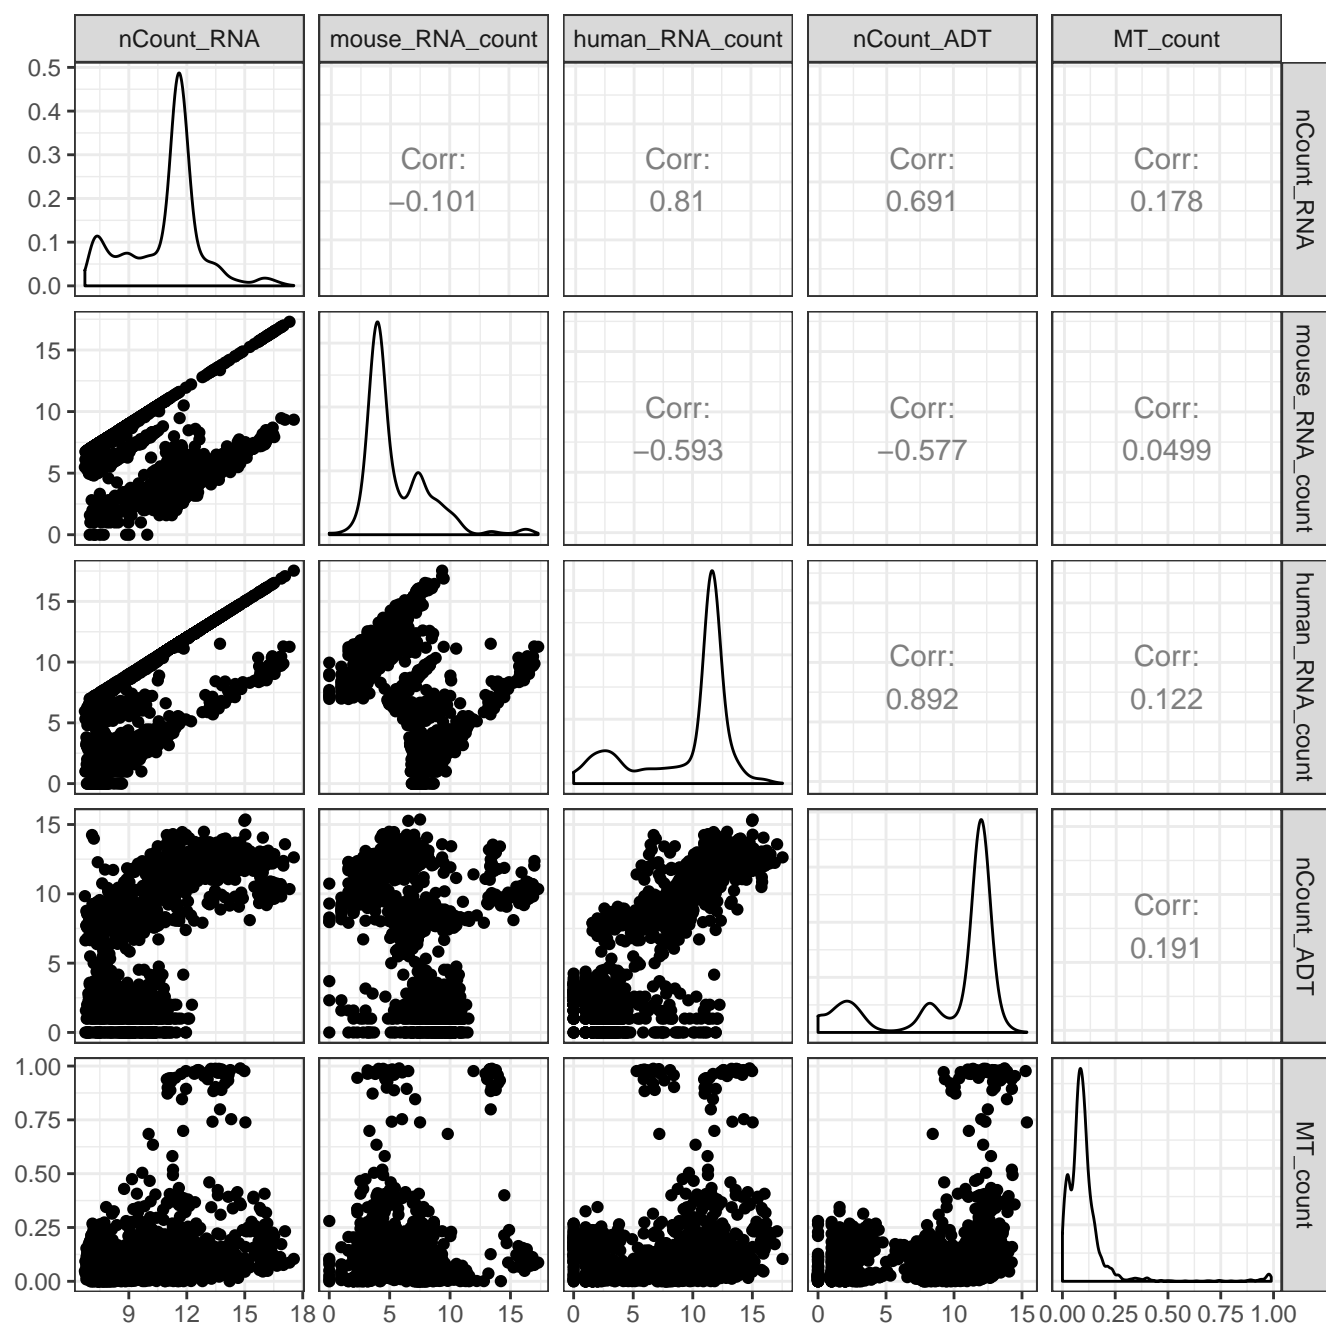 nCount_RNA mouse_RNA_count human_RNA_count nCount_ADT MT_count
0.5
0.4
0.3
0.2
0.1
0.0
Corr:
−0.101
Corr:
0.81
Corr:
0.691
Corr:
0.178
nCount_RNA
15
10
5
0
Corr:
−0.593
Corr:
−0.577
Corr:
0.0499
mouse_RNA_count
15
10
5
0
Corr:
0.892
Corr:
0.122
human_RNA_count
15
10
5
0
Corr:
0.191
nCount_ADT
1.00
0.75
0.50
0.25
0.00
MT_count
9 12 15 18 0 5 10 15 0 5 10 15 0 5 10 15 0.00 0.25 0.50 0.75 1.00